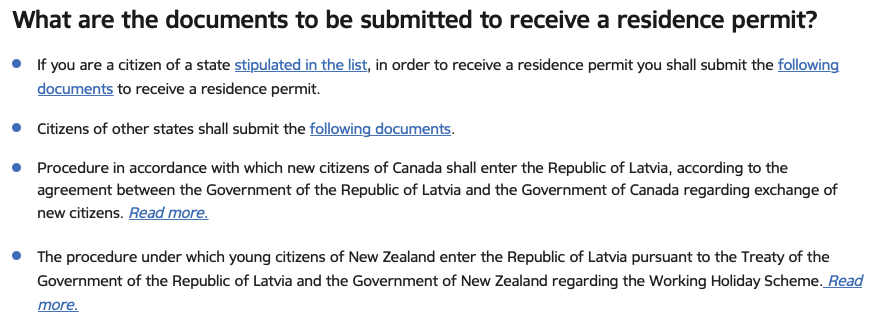 What are the documents to be submitted to receive a residence permit?
If you are a citizen of a state stipulated in the list, in order to receive a residence permit you shall submit the following
documents to receive a residence permit.
Citizens of other states shall submit the following documents.
Procedure in accordance with which new citizens of Canada shall enter the Republic of Latvia, according to the
agreement between the Government of the Republic of Latvia and the Government of Canada regarding exchange of
new citizens. Read more.
The procedure under which young citizens of New Zealand enter the Republic of Latvia pursuant to the Treaty of the
Government of the Republic of Latvia and the Government of New Zealand regarding the Working Holiday Scheme. Read
more.